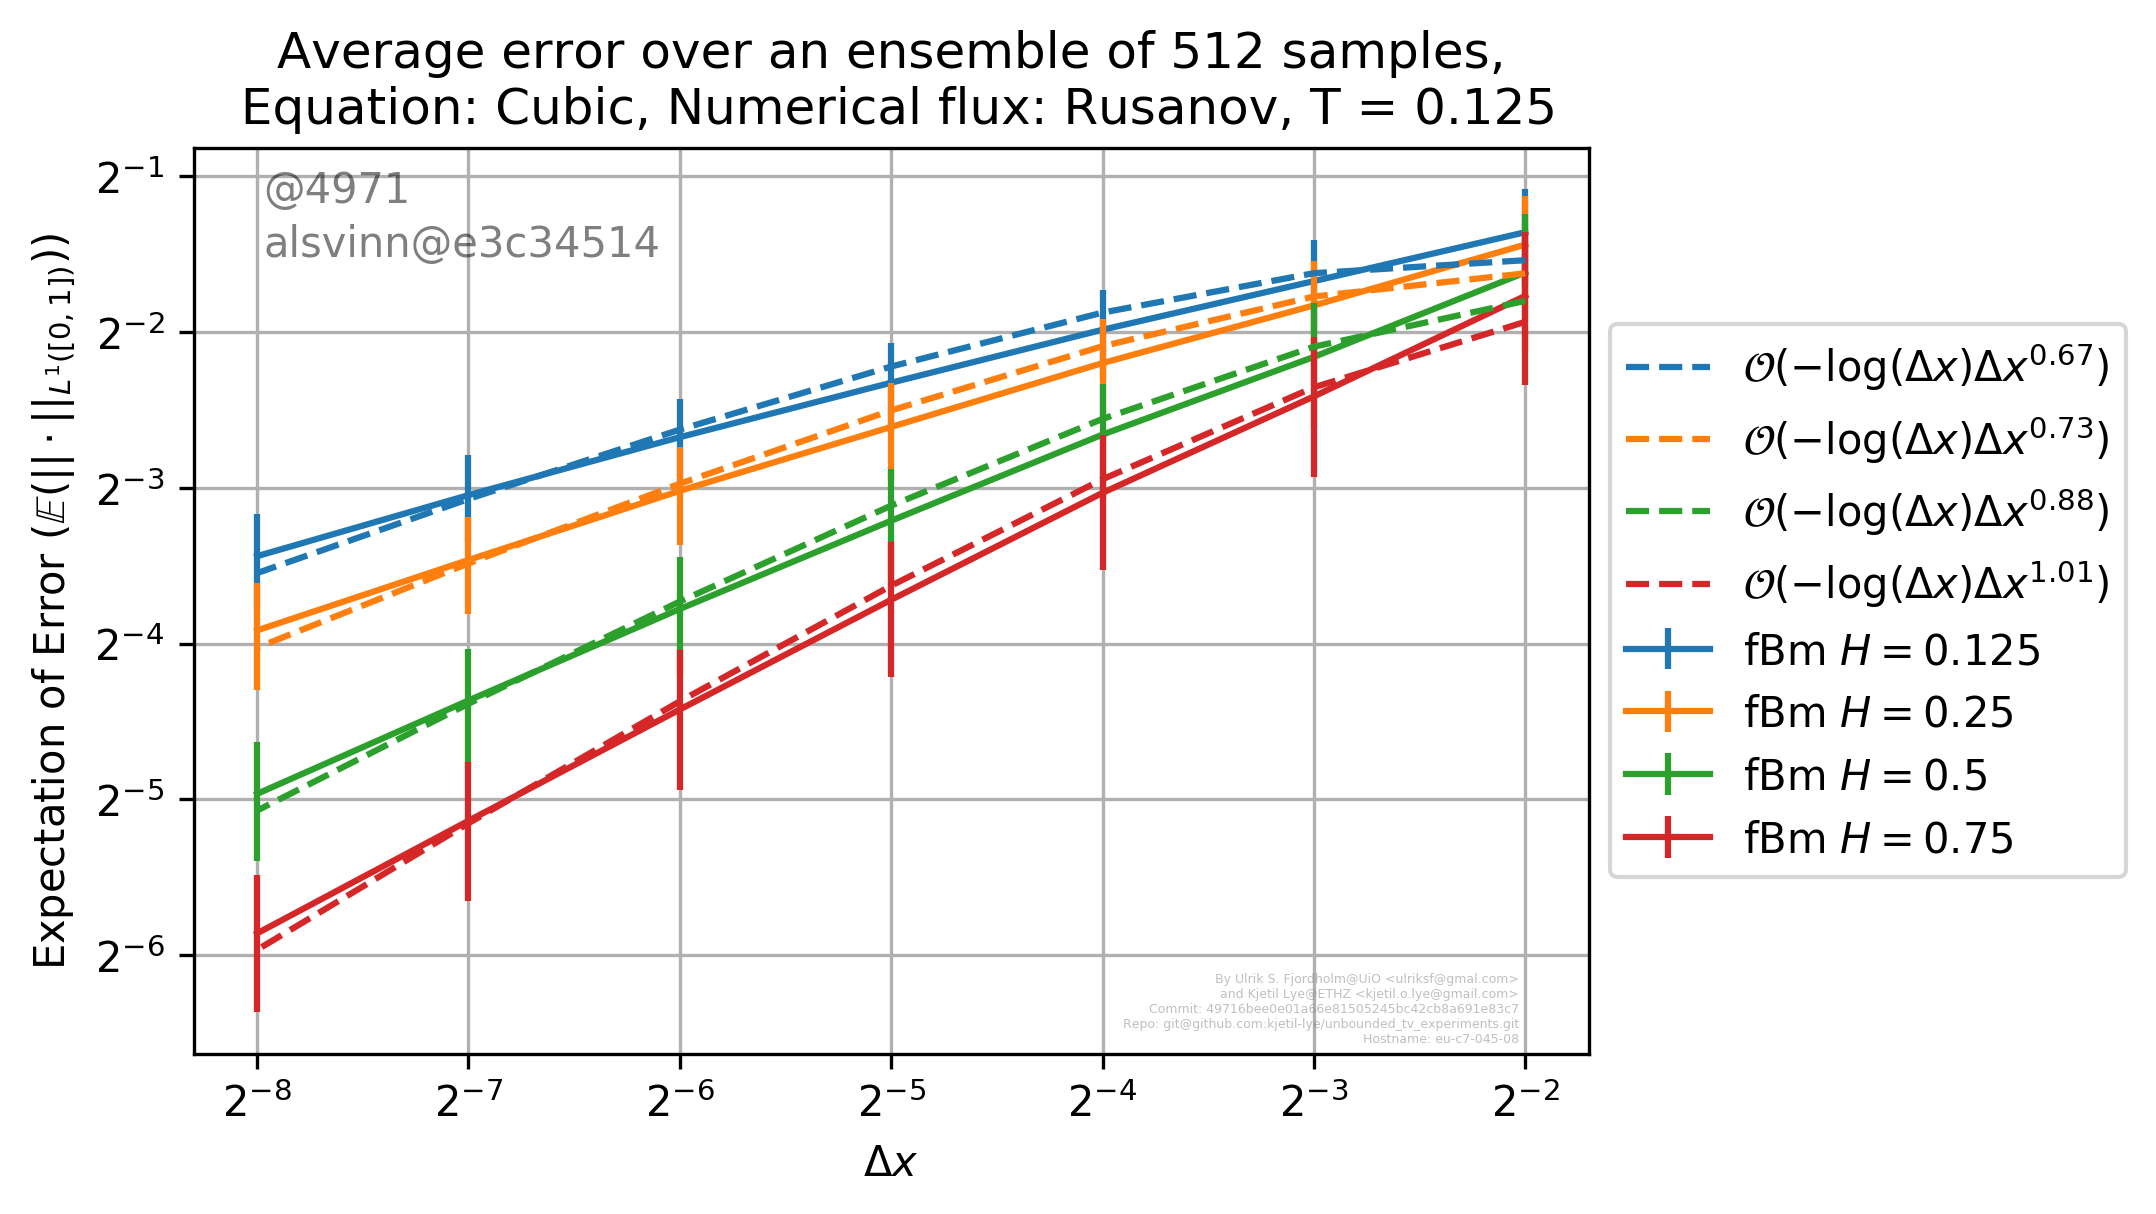 Average error over an ensemble of 512 samples,
Equation: Cubic, Numerical flux: Rusanov, T = 0.125
@4971
alsvinn@e3c34514
Expectation of Error (𝔼(||·||_{L^1([0,1])}))
2^{-1}
2^{-2}
2^{-3}
2^{-4}
2^{-5}
2^{-6}
By Ulrik S. Fjordholm@UiO <ulriksf@gmal.com>
and Kjetil Lye@ETHZ <kjetil.o.lye@gmail.com>
Commit: 49716bee0e01a66e81505245bc42cb8a691e83c7
Repo: git@github.com:kjetil-lye/unbounded_tv_experiments.git
Hostname: eu-c7-045-08
2^{-8} 2^{-7} 2^{-6} 2^{-5} 2^{-4} 2^{-3} 2^{-2}
Δx
𝒪(−log(Δx)Δx^{0.67})
𝒪(−log(Δx)Δx^{0.73})
𝒪(−log(Δx)Δx^{0.88})
𝒪(−log(Δx)Δx^{1.01})
fBm H = 0.125
fBm H = 0.25
fBm H = 0.5
fBm H = 0.75